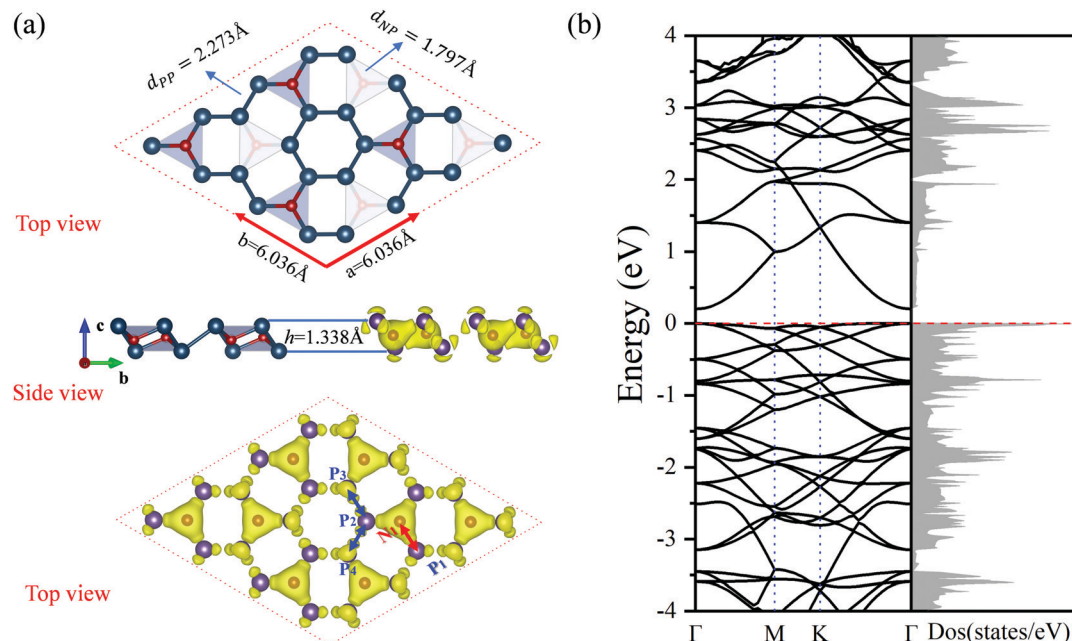 (a)
d_PP = 2.273Å
d_NP = 1.797Å
Top view
b=6.036Å
a=6.036Å
c
b
h=1.338Å
Side view
P3
P2
N
P4
P1
Top view
(b)
Energy (eV)
4
3
2
1
0
-1
-2
-3
-4
Γ M K Γ Dos(states/eV)